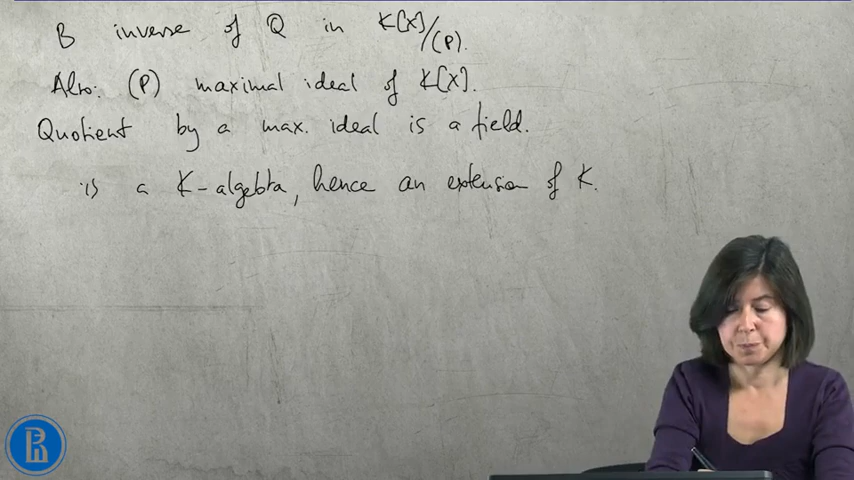 B inverse of Q in K[X]/(P).
Also: (P) maximal ideal of K[X].
Quotient by a max. ideal is a field.
is a K-algebra, hence an extension of K.